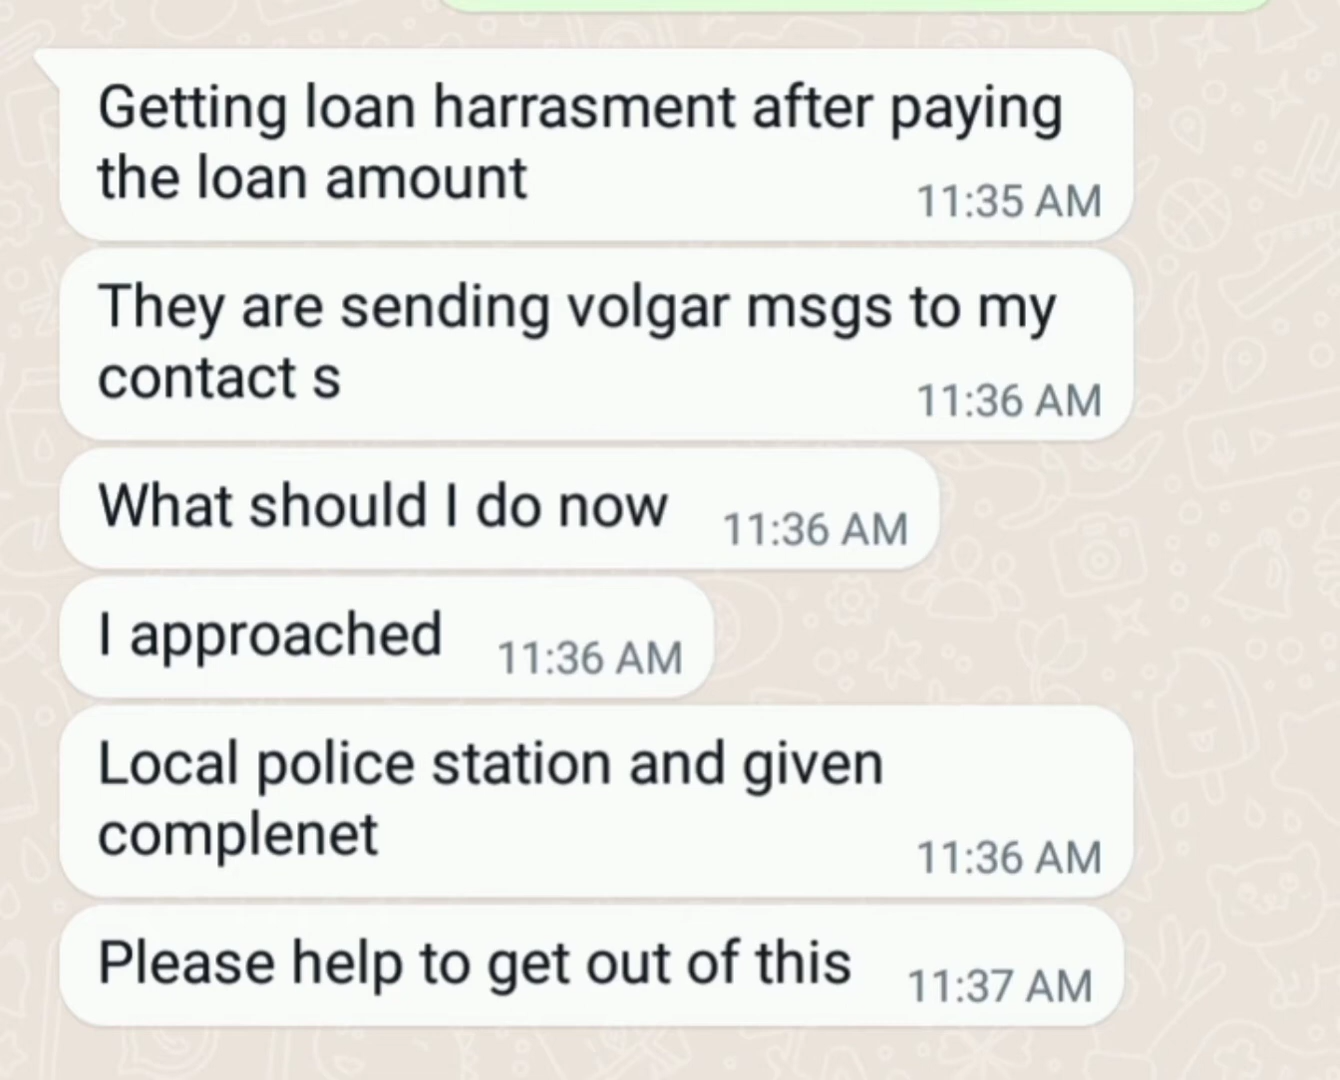 Getting loan harrasment after paying
the loan amount
11:35 AM
They are sending volgar msgs to my
contact s
11:36 AM
What should I do now 11:36 AM
I approached 11:36 AM
Local police station and given
complenet
11:36 AM
Please help to get out of this 11:37 AM